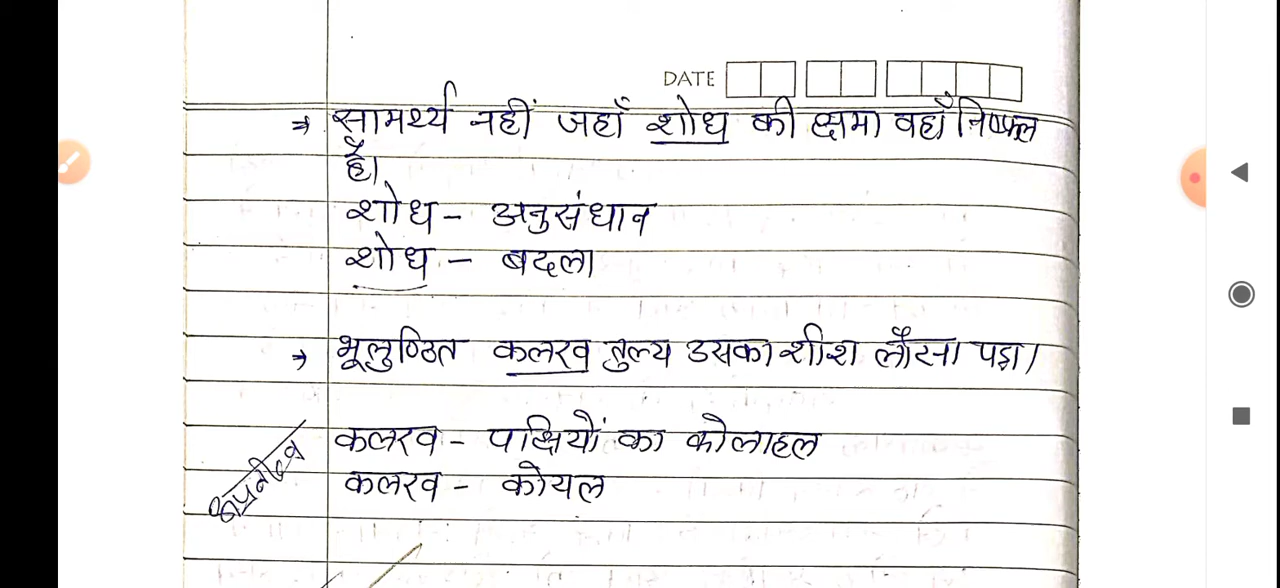 DATE
⇒ सामर्थ्य नहीं जहाँ शोध की क्षमा वहाँ निष्फल
है।
शोध - अनुसंधान
शोध - बदला
→ भूलुण्ठित कलरव तुल्य उसका शीश लौसा पड़ा।
कलरव - पक्षियों का कोलाहल
कलरव - कोयल